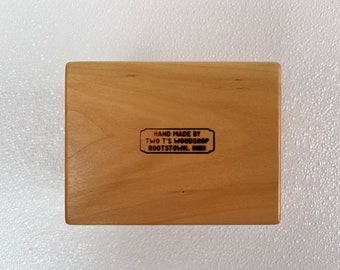 HAND MADE BY
TWO T'S WOODSHOP
ROOTSTOWN, OHIO